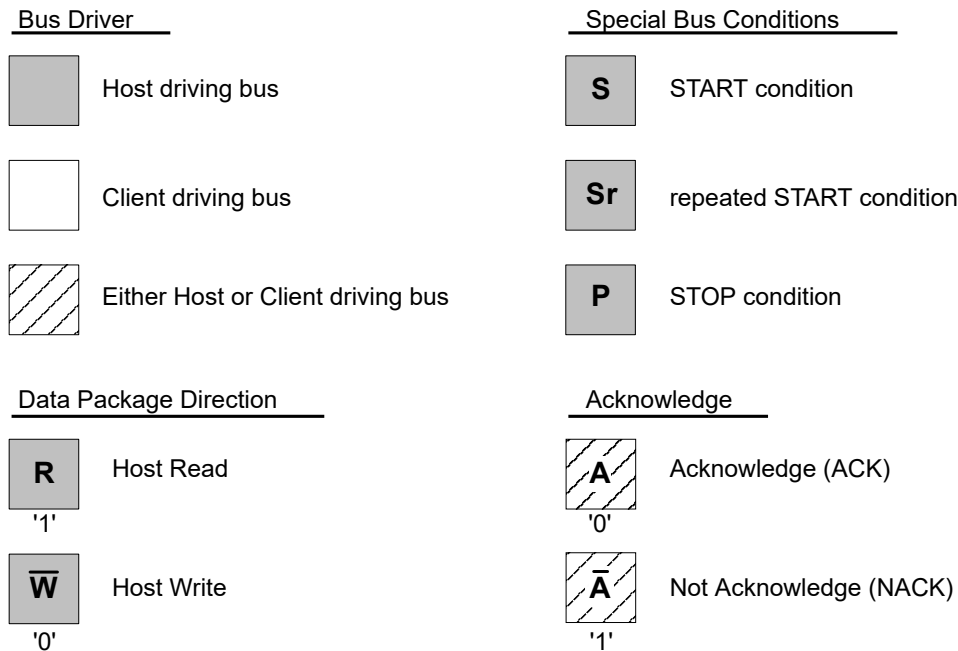 Bus Driver
Host driving bus
Client driving bus
Either Host or Client driving bus
Special Bus Conditions
S START condition
Sr repeated START condition
P STOP condition
Data Package Direction
R Host Read
'1'
W̅ Host Write
'0'
Acknowledge
A Acknowledge (ACK)
'0'
A̅ Not Acknowledge (NACK)
'1'